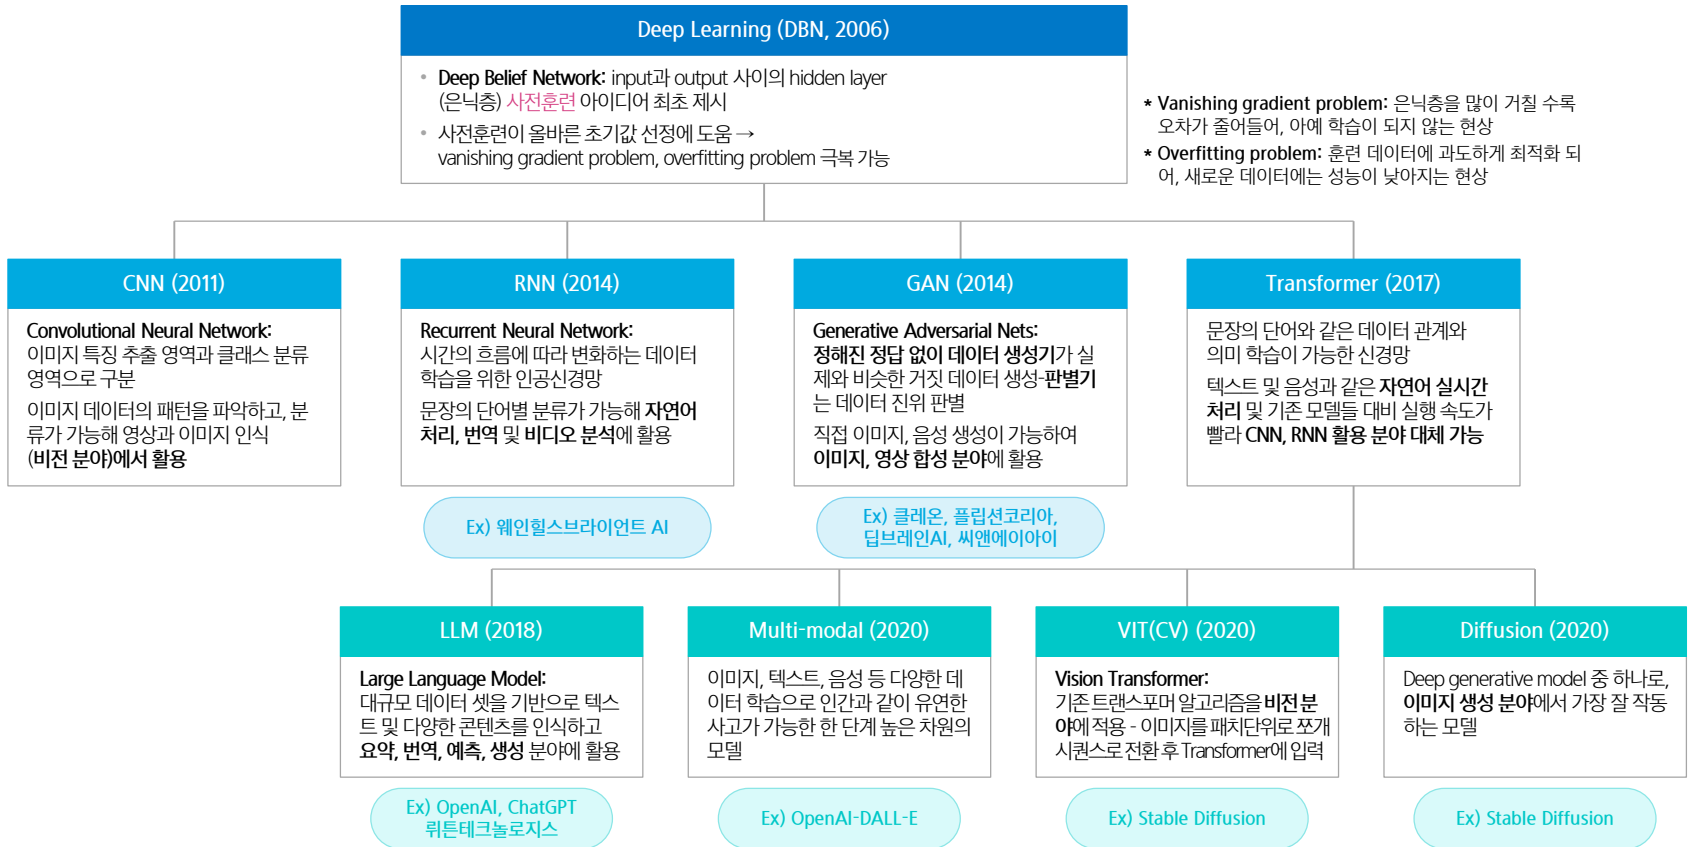 Deep Learning (DBN, 2006)
• Deep Belief Network: input과 output 사이의 hidden layer
(은닉층) 사전훈련 아이디어 최초 제시
• 사전훈련이 올바른 초기값 선정에 도움 →
vanishing gradient problem, overfitting problem 극복 가능
* Vanishing gradient problem: 은닉층을 많이 거칠 수록
오차가 줄어들어, 아예 학습이 되지 않는 현상
* Overfitting problem: 훈련 데이터에 과도하게 최적화 되
어, 새로운 데이터에는 성능이 낮아지는 현상
CNN (2011)
Convolutional Neural Network:
이미지 특징 추출 영역과 클래스 분류
영역으로 구분
이미지 데이터의 패턴을 파악하고, 분
류가 가능해 영상과 이미지 인식
(비전 분야)에서 활용
RNN (2014)
Recurrent Neural Network:
시간의 흐름에 따라 변화하는 데이터
학습을 위한 인공신경망
문장의 단어별 분류가 가능해 자연어
처리, 번역 및 비디오 분석에 활용
Ex) 웨인힐스브라이언트 AI
GAN (2014)
Generative Adversarial Nets:
정해진 정답 없이 데이터 생성기가 실
제와 비슷한 거짓 데이터 생성-판별기
는 데이터 진위 판별
직접 이미지, 음성 생성이 가능하여
이미지, 영상 합성 분야에 활용
Ex) 클레온, 플립션코리아,
딥브레인AI, 씨앤에이아이
Transformer (2017)
문장의 단어와 같은 데이터 관계와
의미 학습이 가능한 신경망
텍스트 및 음성과 같은 자연어 실시간
처리 및 기존 모델들 대비 실행 속도가
빨라 CNN, RNN 활용 분야 대체 가능
LLM (2018)
Large Language Model:
대규모 데이터 셋을 기반으로 텍스
트 및 다양한 콘텐츠를 인식하고
요약, 번역, 예측, 생성 분야에 활용
Ex) OpenAI, ChatGPT
뤼튼테크놀로지스
Multi-modal (2020)
이미지, 텍스트, 음성 등 다양한 데
이터 학습으로 인간과 같이 유연한
사고가 가능한 한 단계 높은 차원의
모델
Ex) OpenAI-DALL-E
VIT(CV) (2020)
Vision Transformer:
기존 트랜스포머 알고리즘을 비전 분
야에 적용 - 이미지를 패치단위로 쪼개
시퀀스로 전환 후 Transformer에 입력
Ex) Stable Diffusion
Diffusion (2020)
Deep generative model 중 하나로,
이미지 생성 분야에서 가장 잘 작동
하는 모델
Ex) Stable Diffusion